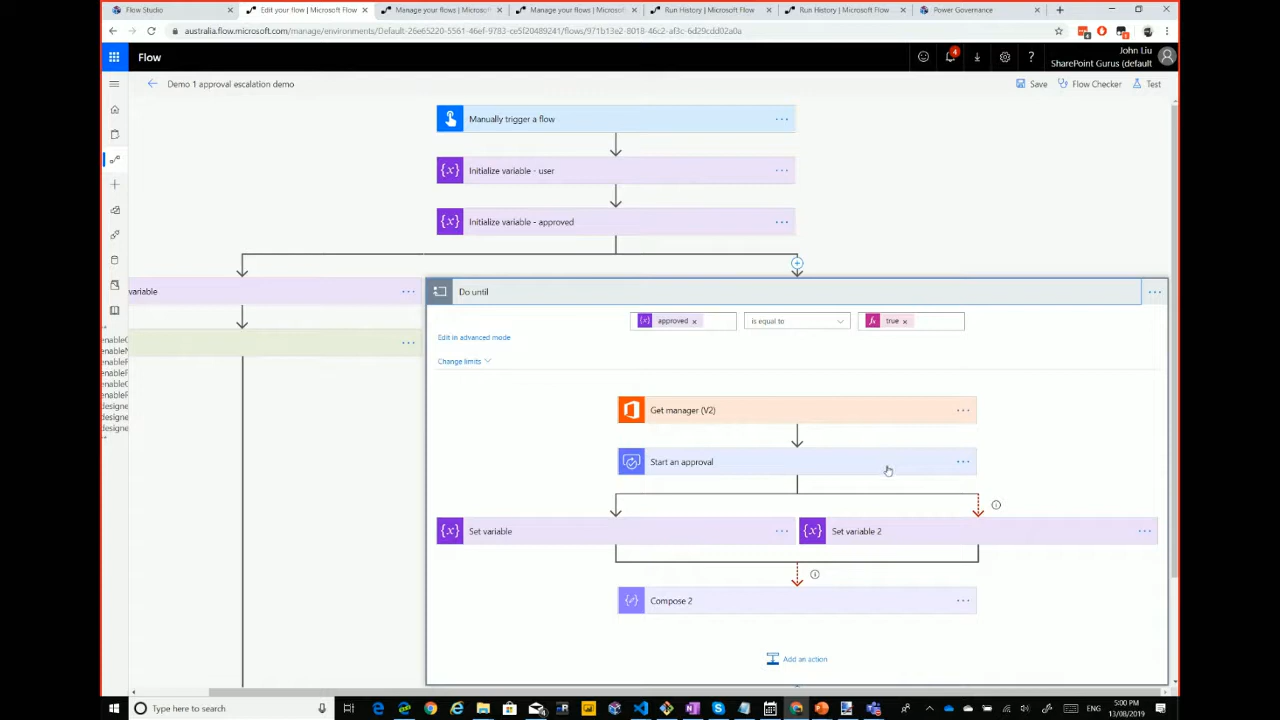 Flow Studio
Edit your flow | Microsoft Flow
Manage your flows | Microsoft
Manage your flows | Microsoft
Run History | Microsoft Flow
Run History | Microsoft Flow
Power Governance
australia.flow.microsoft.com/manage/environments/Default-26e65220-5561-46ef-9783-ce5f20489241/flows/971b13e2-8018-46c2-af3c-6d29cdd02a0a
Flow
4
John Liu
SharePoint Gurus (default
Demo 1 approval escalation demo
Save
Flow Checker
Test
Manually trigger a flow
Initialize variable - user
Initialize variable - approved
variable
Do until
approved
is equal to
true
Edit in advanced mode
Change limits
Get manager (V2)
Start an approval
Set variable
Set variable 2
Compose 2
Add an action
Type here to search
5:00 PM
13/08/2019